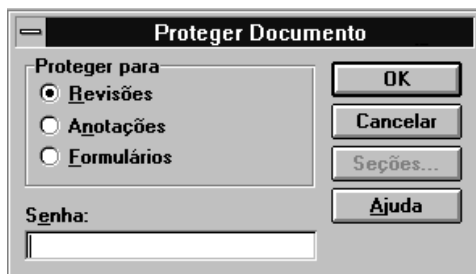 Proteger Documento
Proteger para
Revisões
Anotações
Formulários
Senha:
OK
Cancelar
Seções...
Ajuda